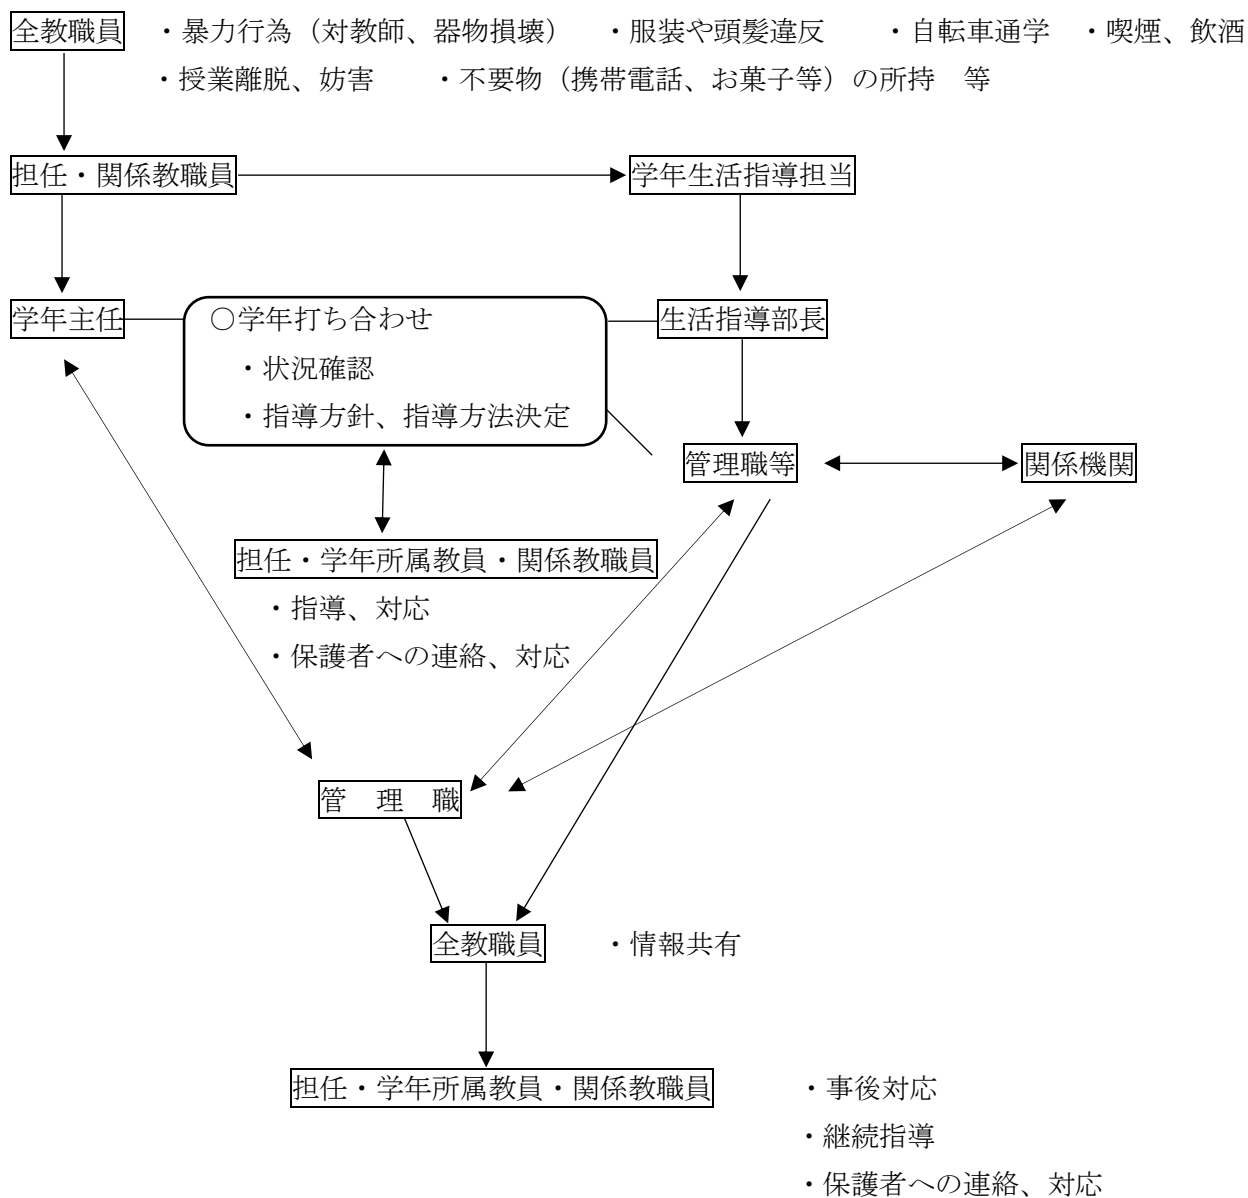 全教職員　・暴力行為（対教師、器物損壊）　・服装や頭髪違反　・自転車通学　・喫煙、飲酒
・授業離脱、妨害　・不要物（携帯電話、お菓子等）の所持　等
担任・関係教職員　学年生活指導担当
学年主任　○学年打ち合わせ　生活指導部長
・状況確認
・指導方針、指導方法決定
管理職等　関係機関
担任・学年所属教員・関係教職員
・指導、対応
・保護者への連絡、対応
管　理　職
全教職員　・情報共有
担任・学年所属教員・関係教職員　・事後対応
・継続指導
・保護者への連絡、対応